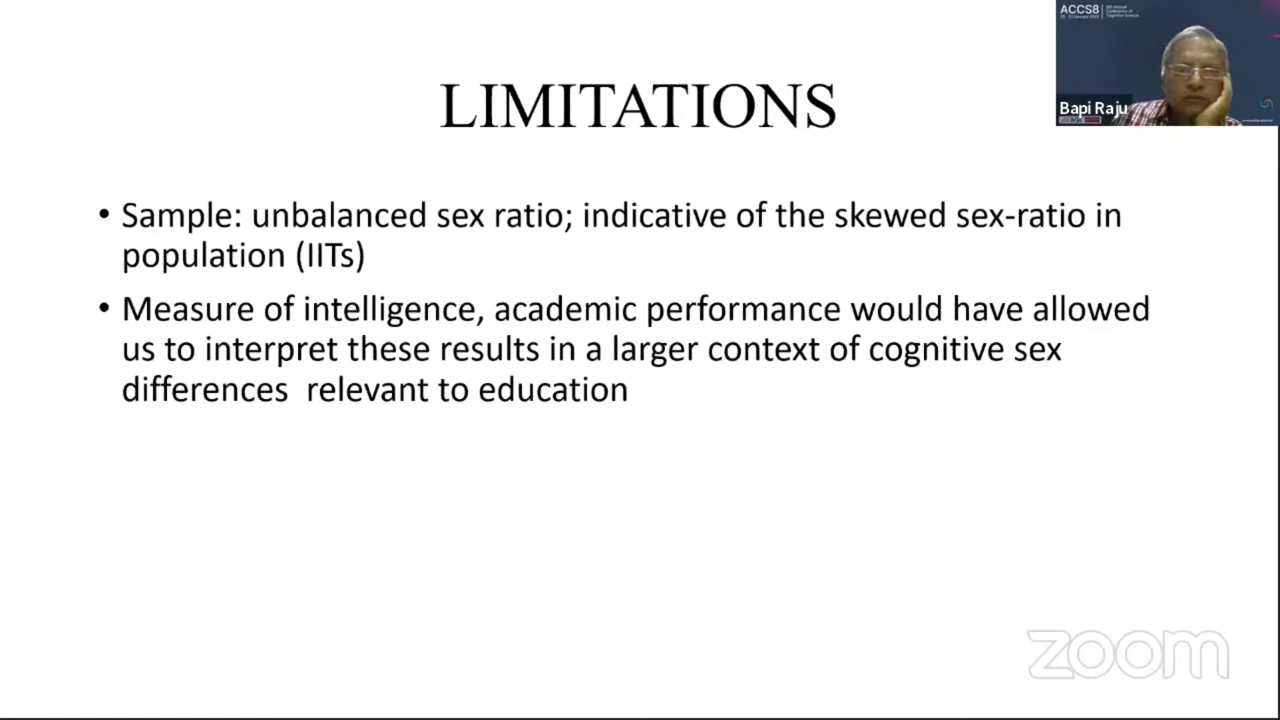 ACCS8
LIMITATIONS
Bapi Raju
• Sample: unbalanced sex ratio; indicative of the skewed sex-ratio in
population (IITs)
• Measure of intelligence, academic performance would have allowed
us to interpret these results in a larger context of cognitive sex
differences  relevant to education
zoom